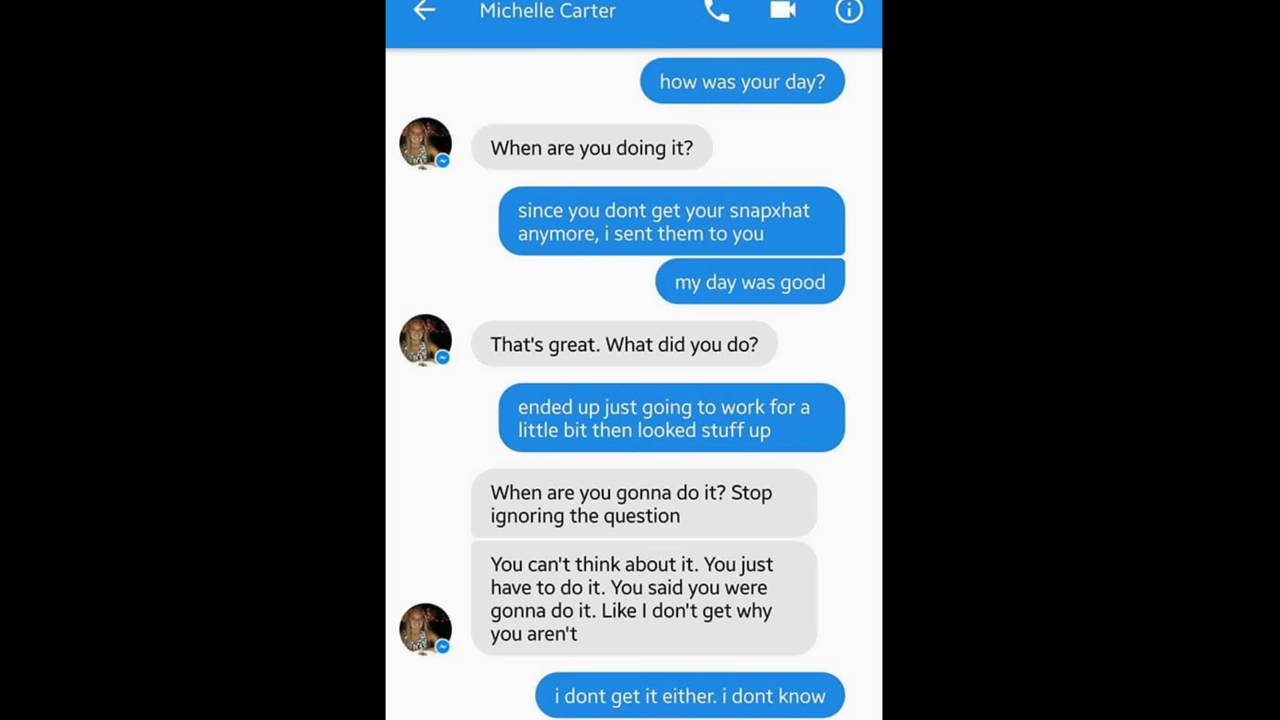 Michelle Carter
how was your day?
When are you doing it?
since you dont get your snapxhat
anymore, i sent them to you
my day was good
That's great. What did you do?
ended up just going to work for a
little bit then looked stuff up
When are you gonna do it? Stop
ignoring the question
You can't think about it. You just
have to do it. You said you were
gonna do it. Like I don't get why
you aren't
i dont get it either. i dont know